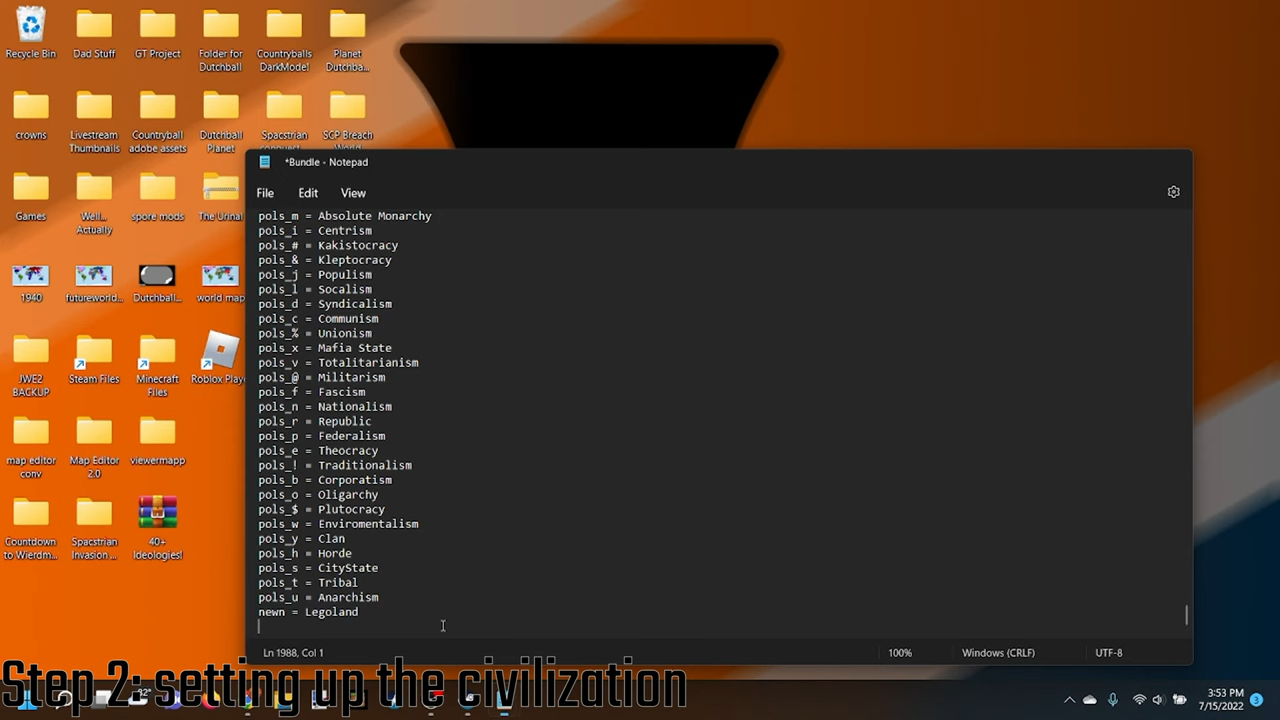 Recycle Bin
Dad Stuff
GT Project
Folder for
Dutchball
Countryballs
DarkMode!
Planet
Dutchba...
crowns
Livestream
Thumbnails
Countryball
adobe assets
Dutchball
Planet
Spacstrian
conquest
SCP Breach
World
Games
Well...
Actually
spore mods
The Urinal
1940
futureworld...
Dutchball...
world map
JWE2
BACKUP
Steam Files
Minecraft
Files
Roblox Playe
map editor
conv
Map Editor
2.0
viewermapp
Countdown
to Wierdm...
Spacstrian
Invasion ...
40+
Ideologies!
*Bundle - Notepad
File Edit View
pols_m = Absolute Monarchy
pols_i = Centrism
pols_# = Kakistocracy
pols_& = Kleptocracy
pols_j = Populism
pols_l = Socalism
pols_d = Syndicalism
pols_c = Communism
pols_% = Unionism
pols_x = Mafia State
pols_v = Totalitarianism
pols_@ = Militarism
pols_f = Fascism
pols_n = Nationalism
pols_r = Republic
pols_p = Federalism
pols_e = Theocracy
pols_! = Traditionalism
pols_b = Corporatism
pols_o = Oligarchy
pols_$ = Plutocracy
pols_w = Enviromentalism
pols_y = Clan
pols_h = Horde
pols_s = CityState
pols_t = Tribal
pols_u = Anarchism
newn = Legoland
Ln 1988, Col 1 100% Windows (CRLF) UTF-8
Step 2: setting up the civilization
82°
3:53 PM
7/15/2022
3